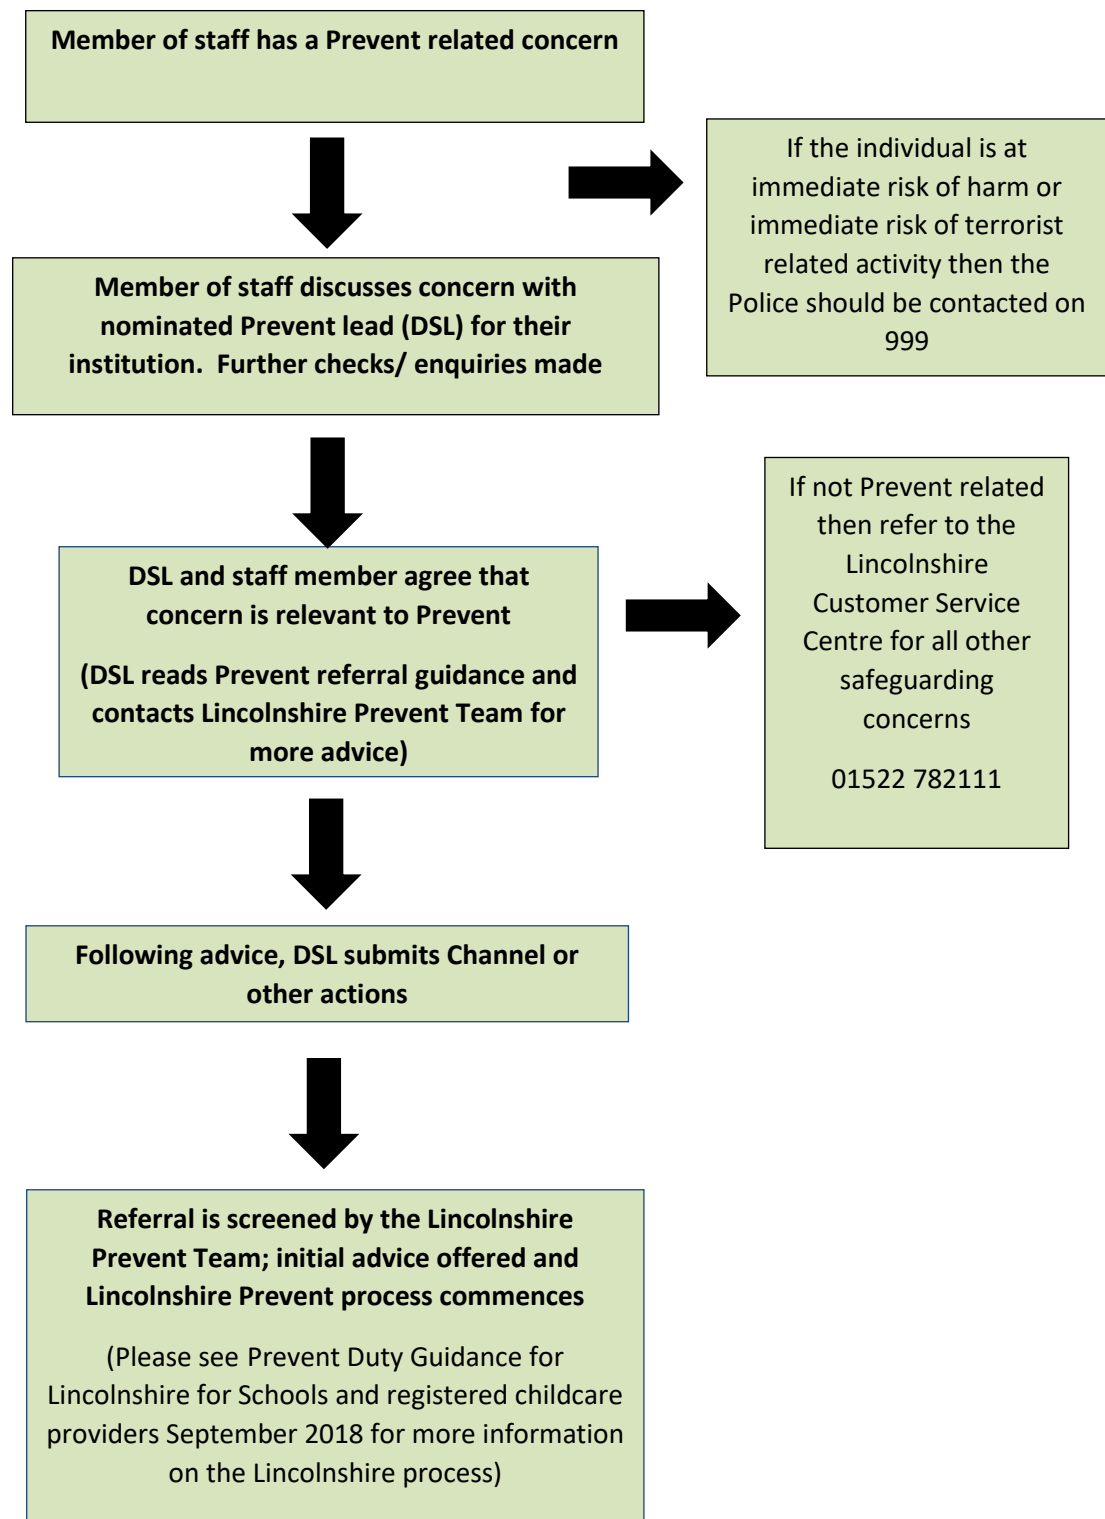 Member of staff has a Prevent related concern
If the individual is at
immediate risk of harm or
immediate risk of terrorist
related activity then the
Police should be contacted on
999
Member of staff discusses concern with
nominated Prevent lead (DSL) for their
institution.  Further checks/ enquiries made
If not Prevent related
then refer to the
Lincolnshire
Customer Service
Centre for all other
safeguarding
concerns
01522 782111
DSL and staff member agree that
concern is relevant to Prevent
(DSL reads Prevent referral guidance and
contacts Lincolnshire Prevent Team for
more advice)
Following advice, DSL submits Channel or
other actions
Referral is screened by the Lincolnshire
Prevent Team; initial advice offered and
Lincolnshire Prevent process commences
(Please see Prevent Duty Guidance for
Lincolnshire for Schools and registered childcare
providers September 2018 for more information
on the Lincolnshire process)